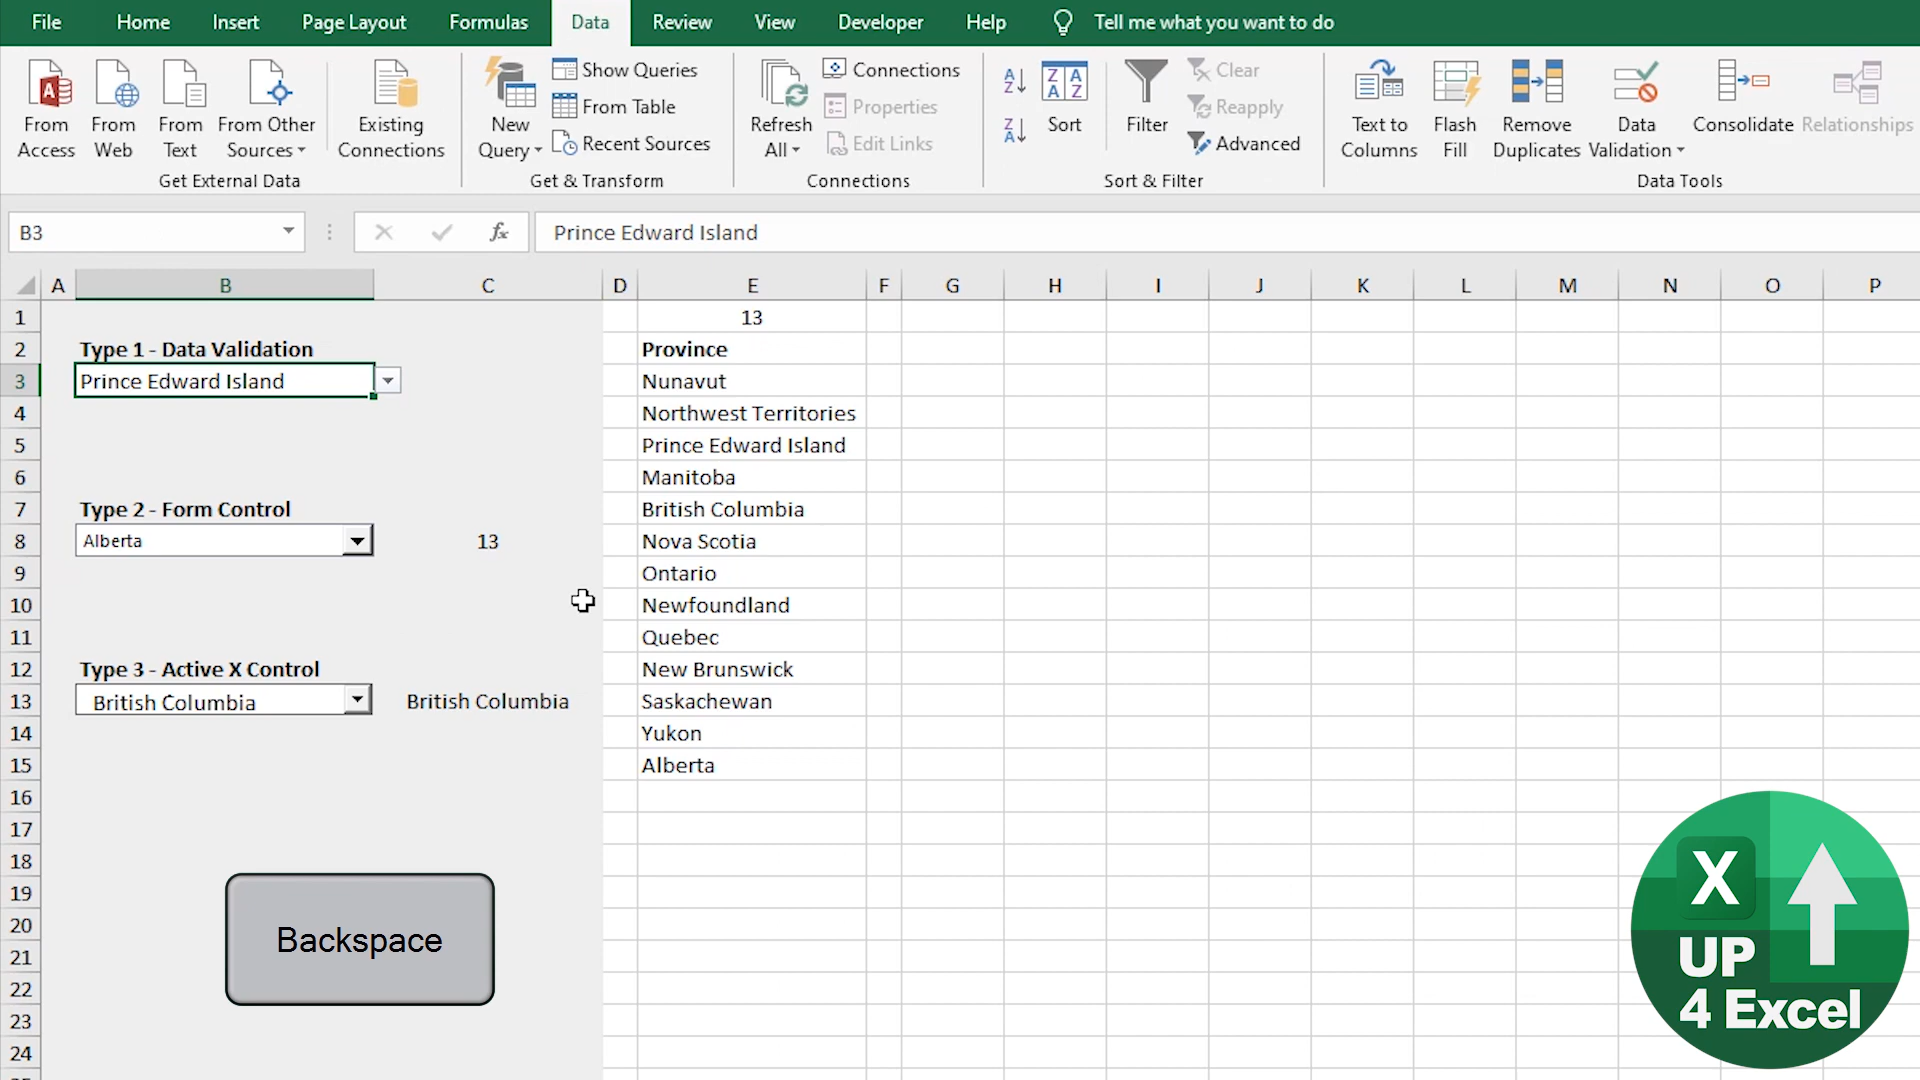 File Home Insert Page Layout Formulas Data Review View Developer Help Tell me what you want to do
From Access
From Web
From Text
From Other Sources
Existing Connections
Get External Data
New Query
Show Queries
From Table
Recent Sources
Get & Transform
Refresh All
Connections
Properties
Edit Links
Connections
A Z
Z A
Z A A Z
Sort
Filter
Clear
Reapply
Advanced
Sort & Filter
Text to Columns
Flash Fill
Remove Duplicates
Data Validation
Consolidate
Relationships
Data Tools
B3 fx Prince Edward Island
A B C D E F G H I J K L M N O P
1 13
2 Type 1 - Data Validation Province
3 Prince Edward Island Nunavut
4 Northwest Territories
5 Prince Edward Island
6 Manitoba
7 Type 2 - Form Control British Columbia
8 Alberta 13 Nova Scotia
9 Ontario
10 Newfoundland
11 Quebec
12 Type 3 - Active X Control New Brunswick
13 British Columbia British Columbia Saskachewan
14 Yukon
15 Alberta
16
17
18
19
20
21
22
23
24
Backspace
X
UP
4 Excel